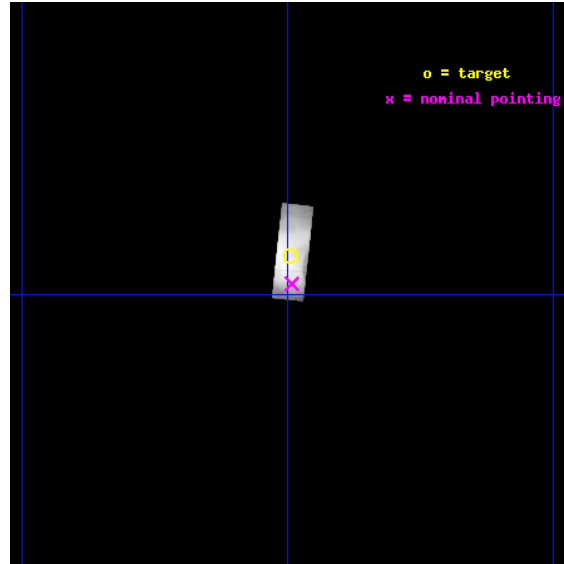 o = target
x = nominal pointing